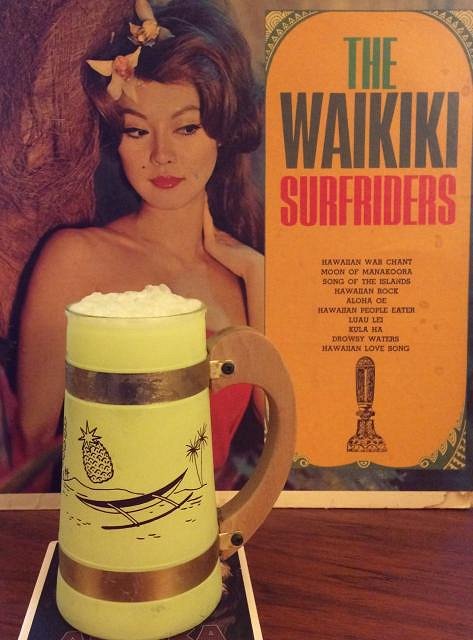 THE
WAIKIKI
SURFRIDERS
HAWAIIAN WAR CHANT
MOON OF MANAKOORA
SONG OF THE ISLANDS
HAWAIIAN ROCK
ALOHA OE
HAWAIIAN PEOPLE EATER
LUAU LEI
KULA HA
DROWSY WATERS
HAWAIIAN LOVE SONG